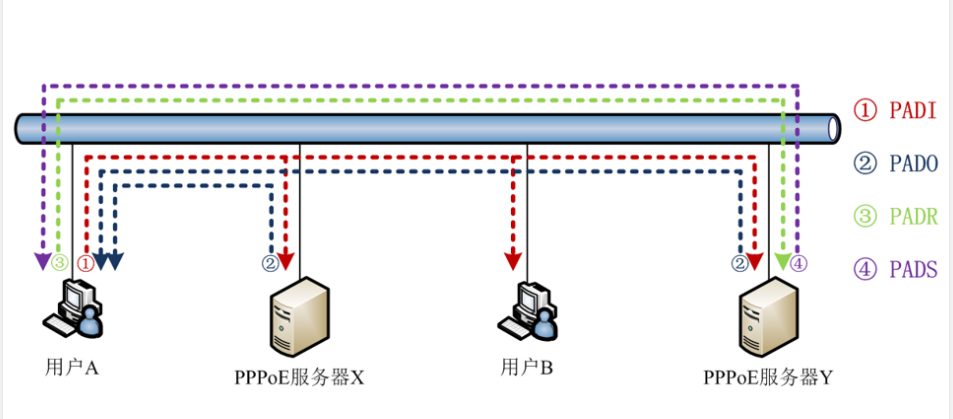 ① PADI
② PADO
③ PADR
④ PADS
③ ① ② ② ④
用户A
PPPoE服务器X
用户B
PPPoE服务器Y